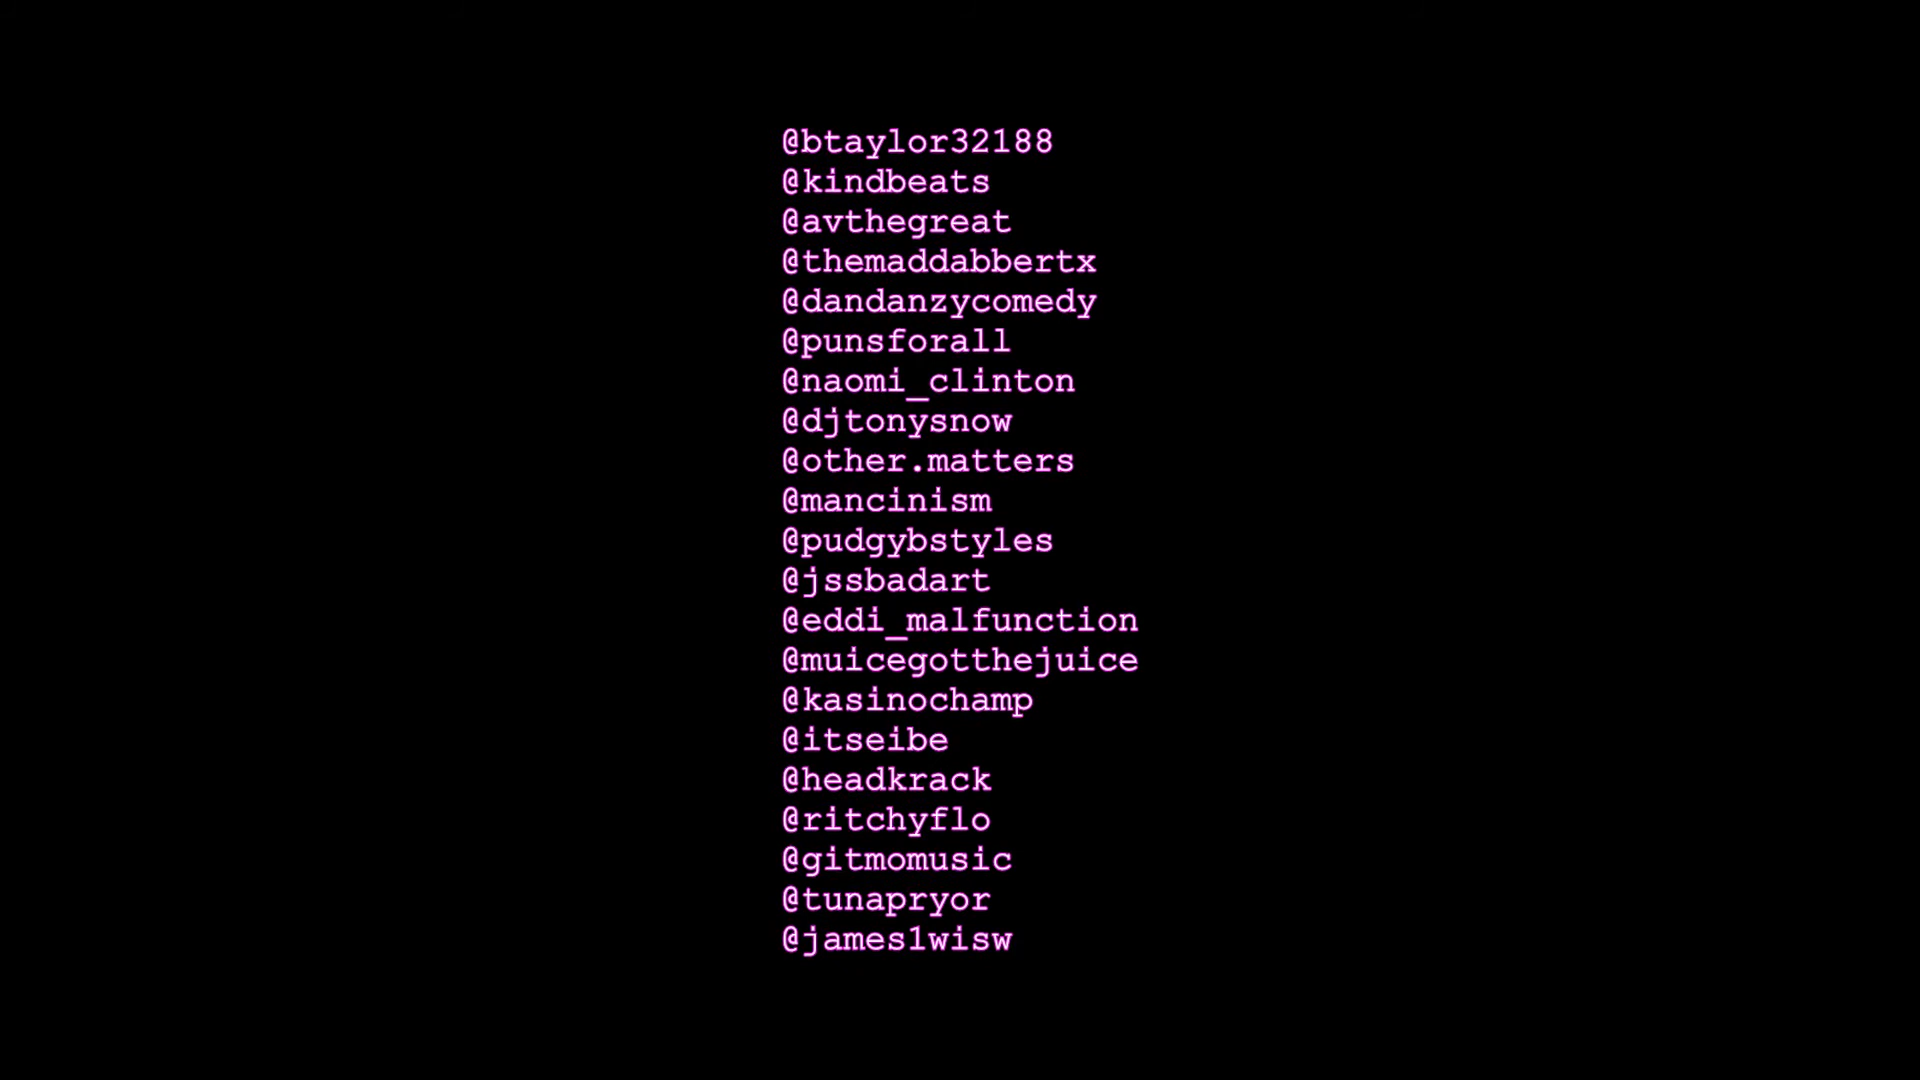 @btaylor32188
@kindbeats
@avthegreat
@themaddabbertx
@dandanzycomedy
@punsforall
@naomi_clinton
@djtonysnow
@other.matters
@mancinism
@pudgybstyles
@jssbadart
@eddi_malfunction
@muicegotthejuice
@kasinochamp
@itseibe
@headkrack
@ritchyflo
@gitmomusic
@tunapryor
@james1wisw